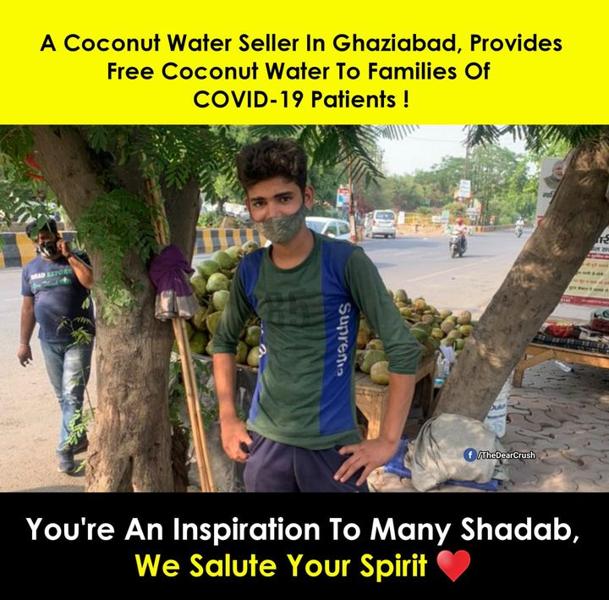 A Coconut Water Seller In Ghaziabad, Provides
Free Coconut Water To Families Of
COVID-19 Patients !
Supreme
f /TheDearCrush
You're An Inspiration To Many Shadab,
We Salute Your Spirit ❤️